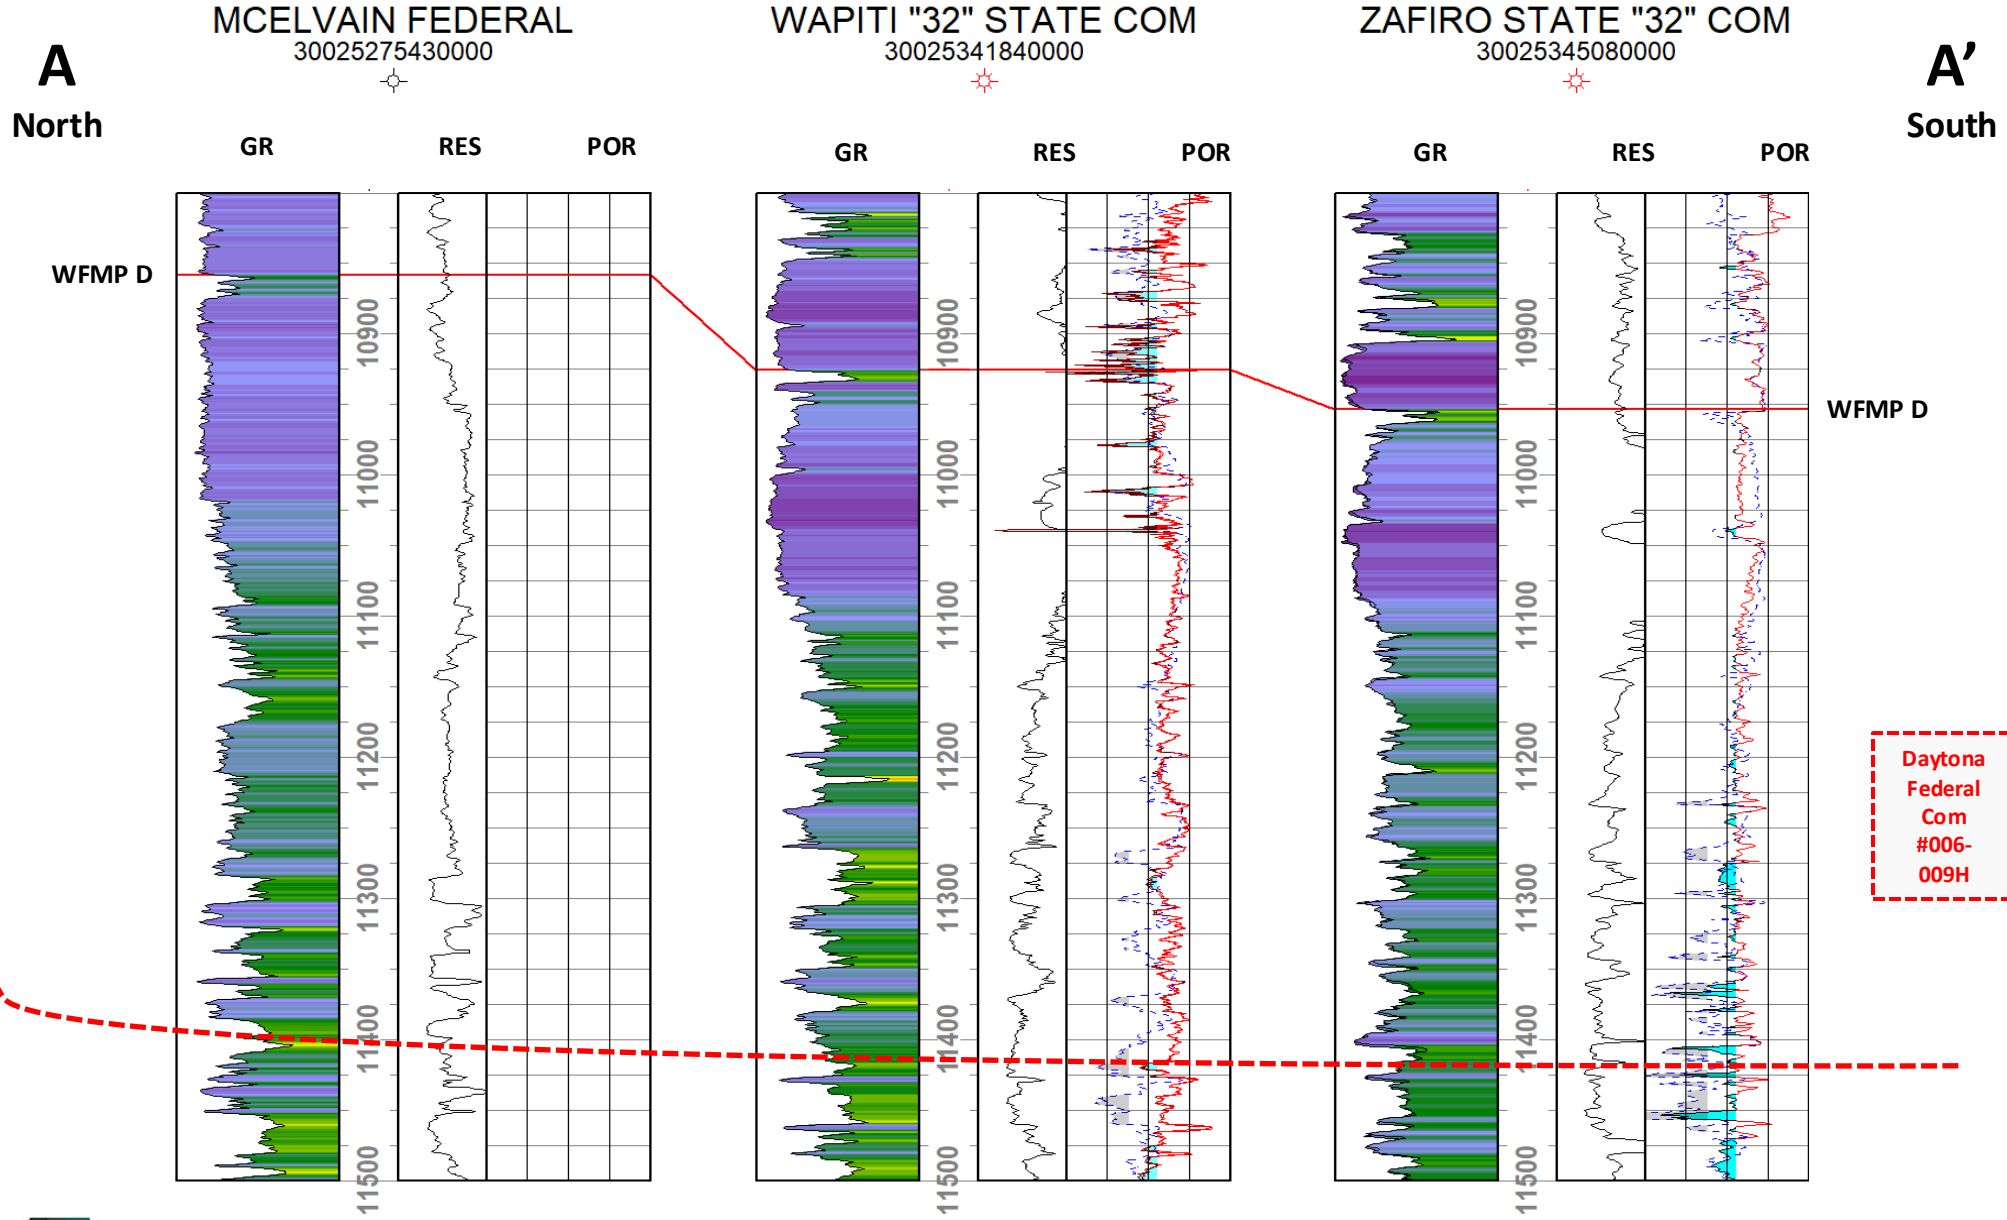 MCELVAIN FEDERAL
30025275430000
WAPITI "32" STATE COM
30025341840000
ZAFIRO STATE "32" COM
30025345080000
A
North
A’
South
GR
RES
POR
GR
RES
POR
GR
RES
POR
WFMP D
WFMP D
10900
11000
11100
11200
11300
11400
11500
10900
11000
11100
11200
11300
11400
11500
10900
11000
11100
11200
11300
11400
11500
Daytona
Federal
Com
#006-
009H